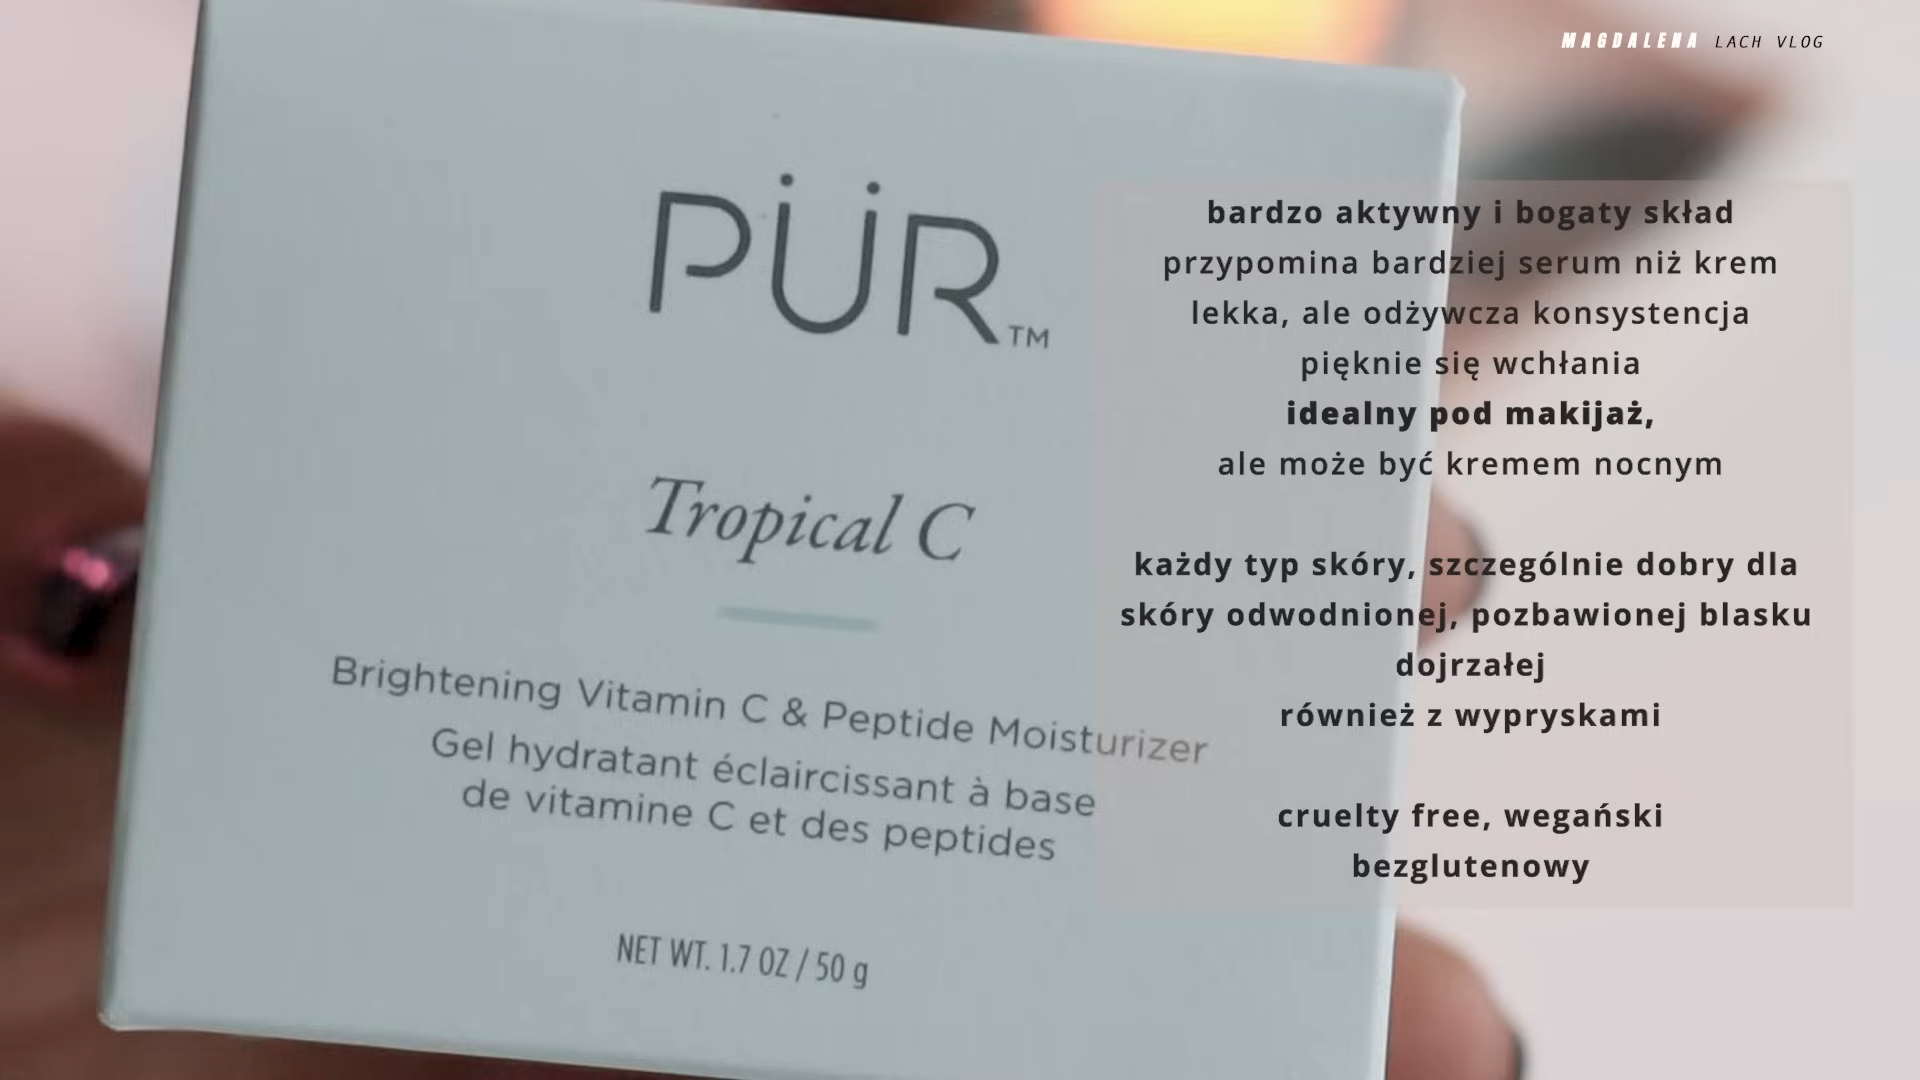 MAGDALENA LACH VLOG
PÜR™
Tropical C
Brightening Vitamin C & Peptide Moisturizer
Gel hydratant éclaircissant à base
de vitamine C et des peptides
NET WT. 1.7 OZ / 50 g
bardzo aktywny i bogaty skład
przypomina bardziej serum niż krem
lekka, ale odżywcza konsystencja
pięknie się wchłania
idealny pod makijaż,
ale może być kremem nocnym
każdy typ skóry, szczególnie dobry dla
skóry odwodnionej, pozbawionej blasku
dojrzałej
również z wypryskami
cruelty free, wegański
bezglutenowy